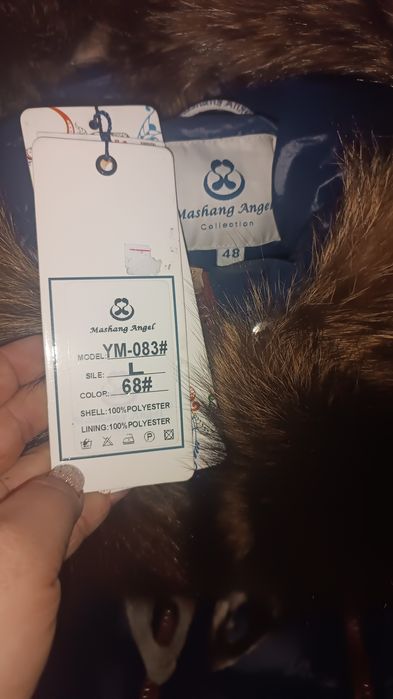 Mashang Angel
Collection
48
Mashang Angel
MODEL: YM-083#
SILE: L
COLOR: 68#
SHELL:100%POLYESTER
LINING:100%POLYESTER
P